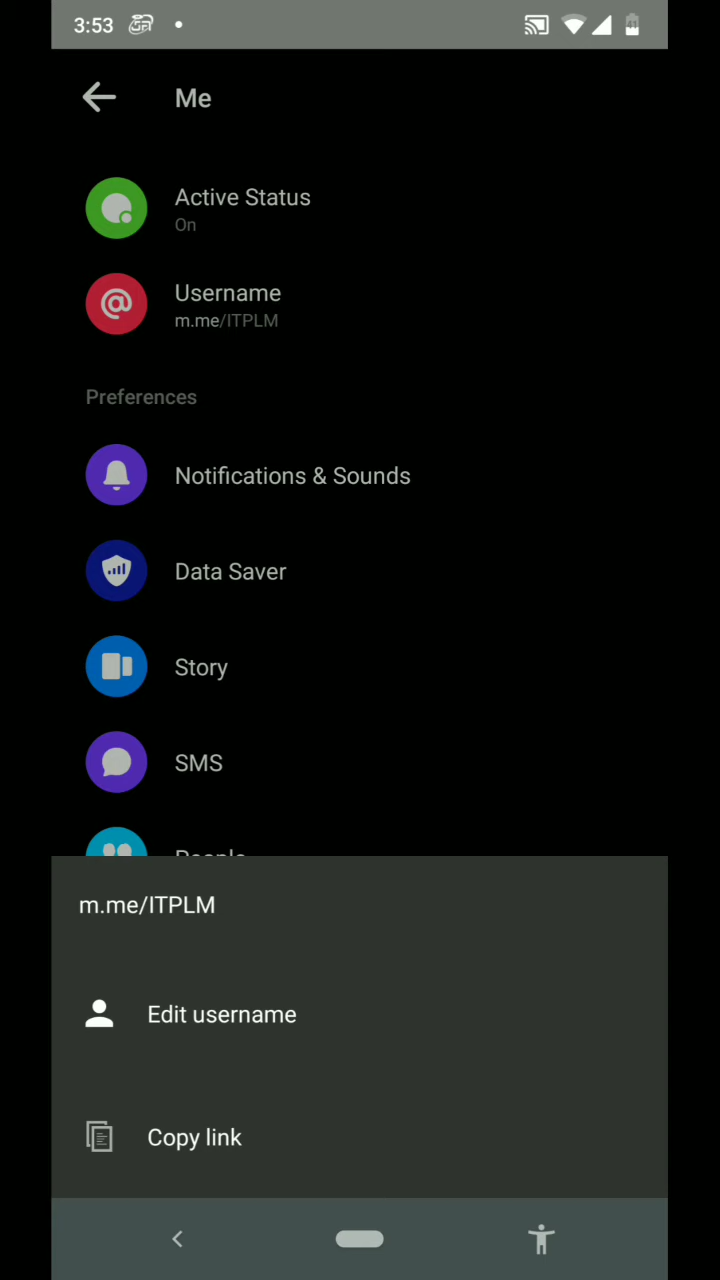 3:53
Me
Active Status
On
Username
m.me/ITPLM
Preferences
Notifications & Sounds
Data Saver
Story
SMS
People
m.me/ITPLM
Edit username
Copy link